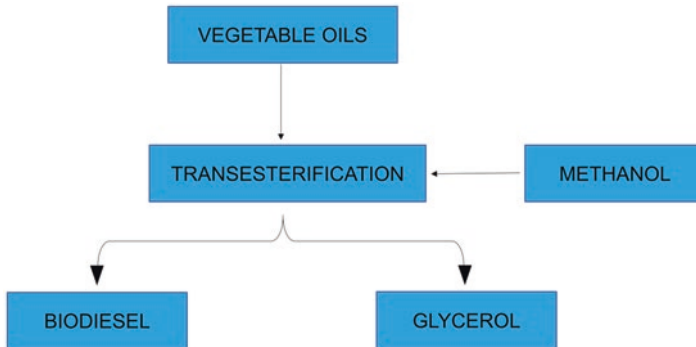 VEGETABLE OILS
TRANSESTERIFICATION
METHANOL
BIODIESEL
GLYCEROL